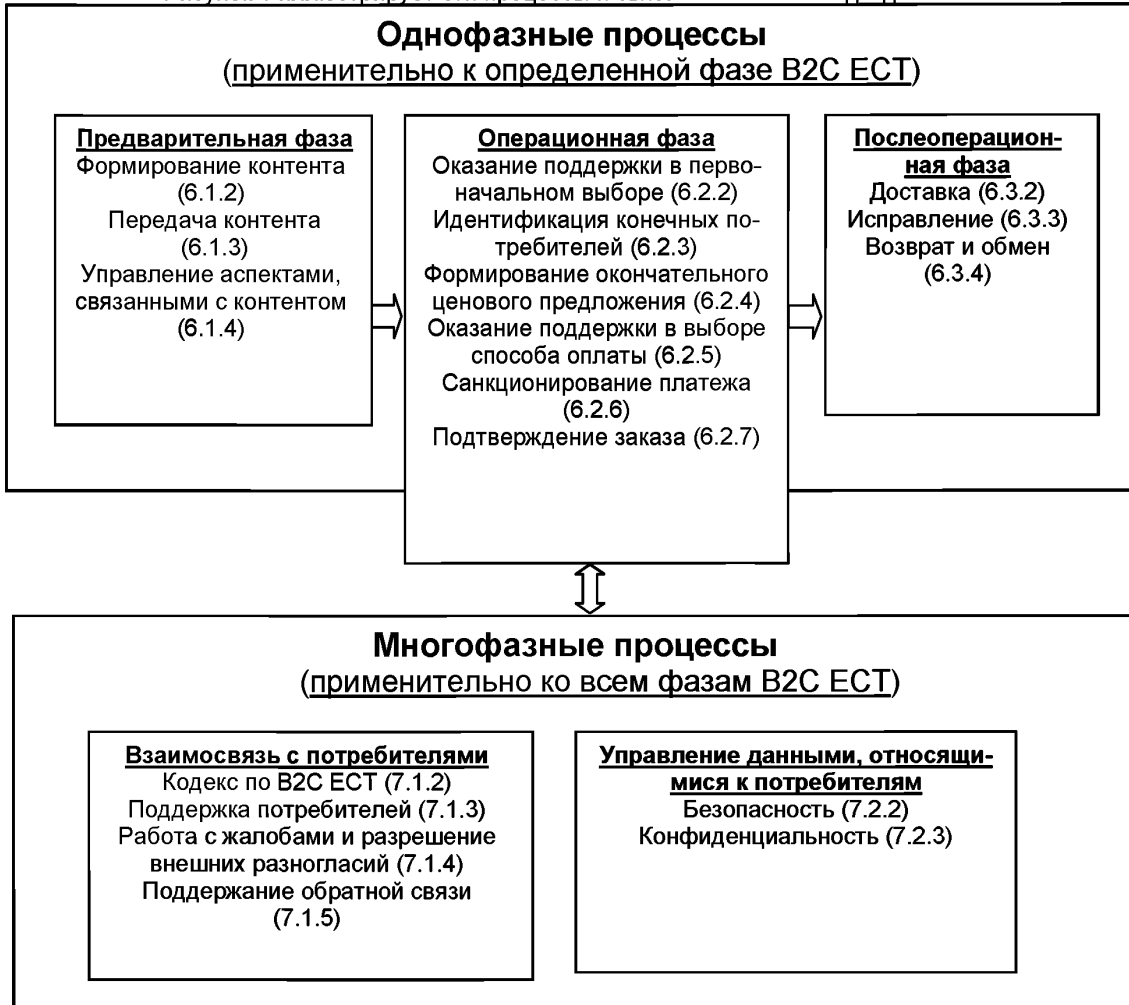 Однофазные процессы
(применительно к определенной фазе B2C ECT)
Предварительная фаза
Формирование контента
(6.1.2)
Передача контента
(6.1.3)
Управление аспектами,
связанными с контентом
(6.1.4)
Операционная фаза
Оказание поддержки в перво-
начальном выборе (6.2.2)
Идентификация конечных по-
требителей (6.2.3)
Формирование окончательного
ценового предложения (6.2.4)
Оказание поддержки в выборе
способа оплаты (6.2.5)
Санкционирование платежа
(6.2.6)
Подтверждение заказа (6.2.7)
Послеоперацион-
ная фаза
Доставка (6.3.2)
Исправление (6.3.3)
Возврат и обмен
(6.3.4)
Многофазные процессы
(применительно ко всем фазам B2C ECT)
Взаимосвязь с потребителями
Кодекс по B2C ECT (7.1.2)
Поддержка потребителей (7.1.3)
Работа с жалобами и разрешение
внешних разногласий (7.1.4)
Поддержание обратной связи
(7.1.5)
Управление данными, относящи-
мися к потребителям
Безопасность (7.2.2)
Конфиденциальность (7.2.3)